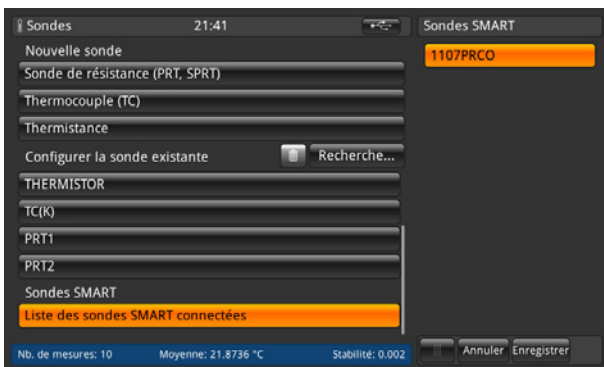 Sondes 21:41
Nouvelle sonde
Sonde de résistance (PRT, SPRT)
Thermocouple (TC)
Thermistance
Configurer la sonde existante Recherche...
THERMISTOR
TC(K)
PRT1
PRT2
Sondes SMART
Liste des sondes SMART connectées
Nb. de mesures: 10 Moyenne: 21.8736 °C Stabilité: 0.002
Sondes SMART
1107PRCO
Annuler Enregistrer